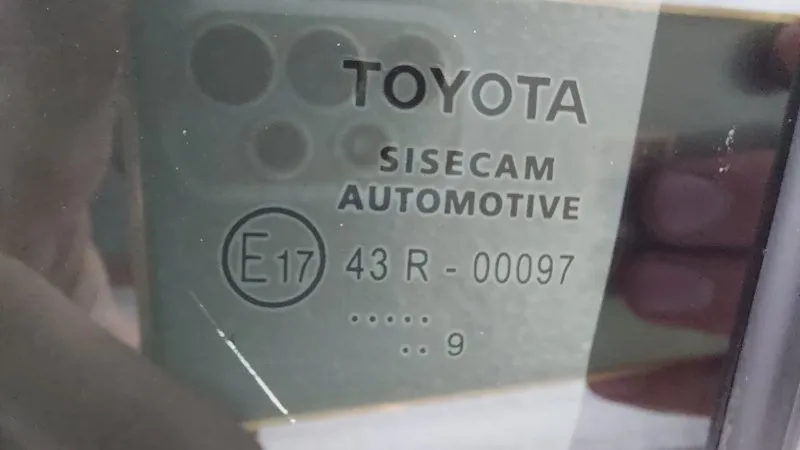 TOYOTA
SISECAM
AUTOMOTIVE
E17 43 R - 00097
.....
.. 9